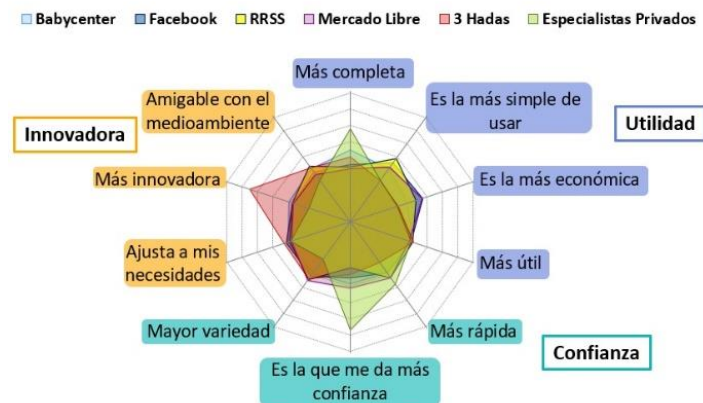 Babycenter Facebook RRSS Mercado Libre 3 Hadas Especialistas Privados
Más completa
Amigable con el
medioambiente
Es la más simple de
usar
Innovadora
Utilidad
Más innovadora
Es la más económica
Ajusta a mis
necesidades
Más útil
Mayor variedad
Más rápida
Confianza
Es la que me da más
confianza